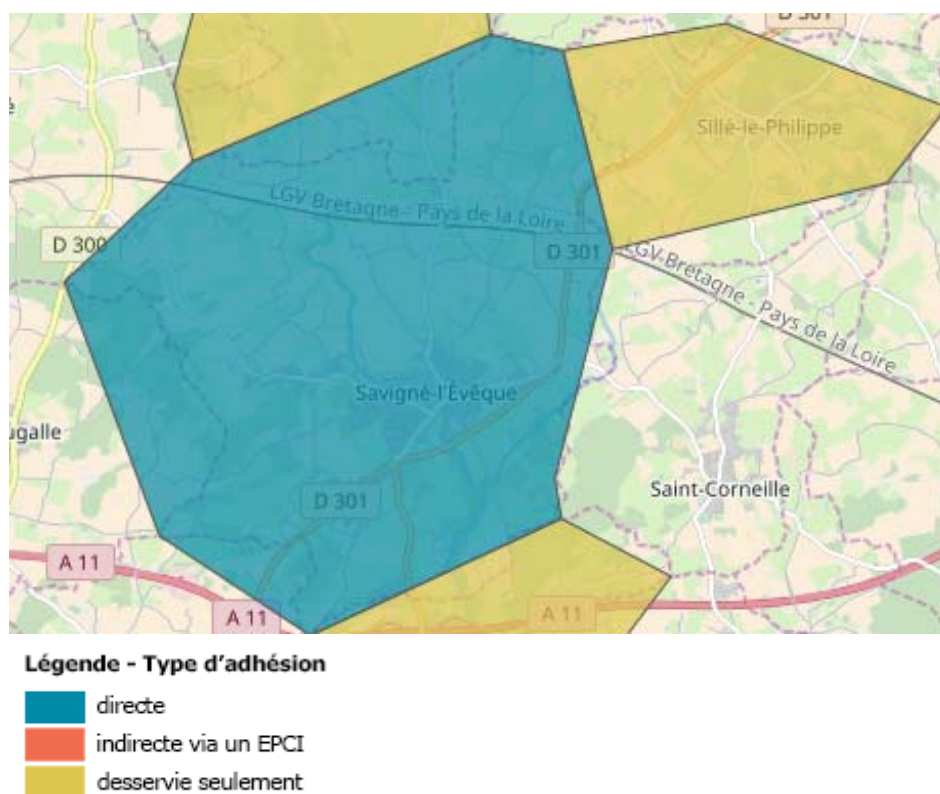 D 301
Sillé-le-Philippe
LGV Bretagne - Pays de la Loire
D 300
D 301
LGV-Bretagne - Pays de la Loire
Savigné-l'Évêque
ugalle
D 301
Saint-Corneille
A 11
A 11
A 11
Légende - Type d'adhésion
directe
indirecte via un EPCI
desservie seulement